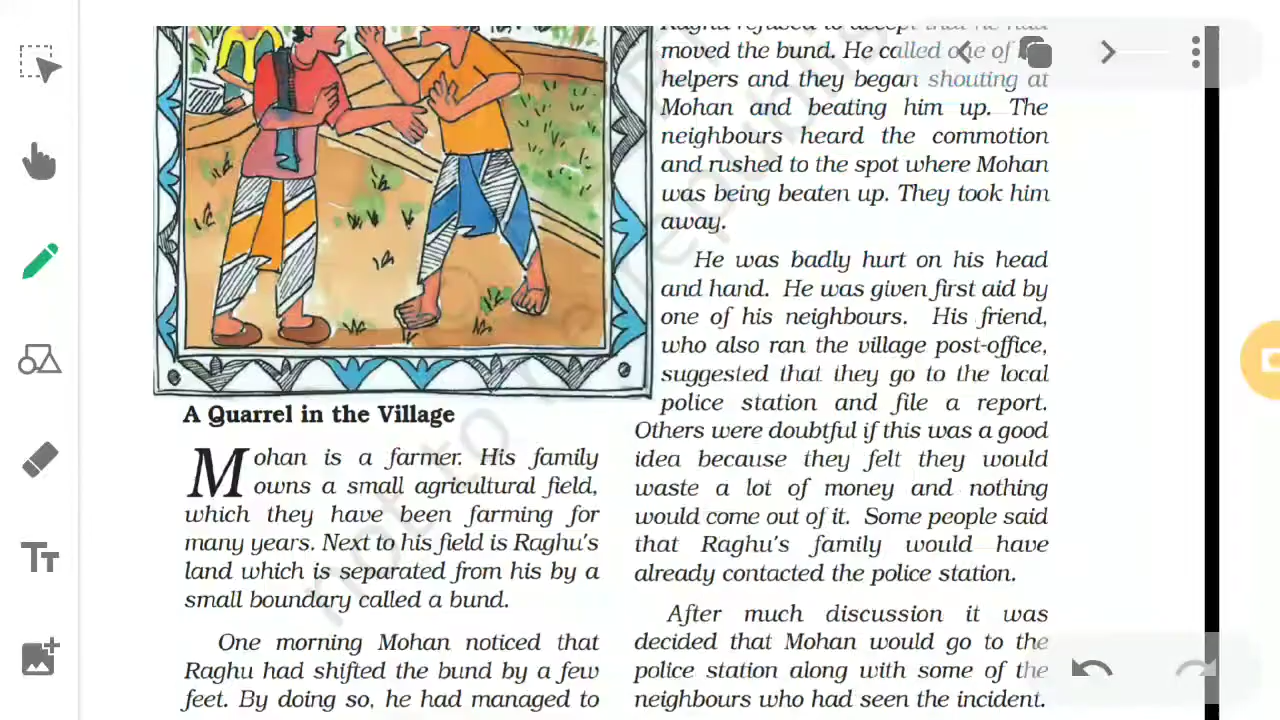 A Quarrel in the Village
Mohan is a farmer. His family
owns a small agricultural field,
which they have been farming for
many years. Next to his field is Raghu's
land which is separated from his by a
small boundary called a bund.
One morning Mohan noticed that
Raghu had shifted the bund by a few
feet. By doing so, he had managed to
Raghu refused to accept that he had
moved the bund. He called one of
helpers and they began shouting at
Mohan and beating him up. The
neighbours heard the commotion
and rushed to the spot where Mohan
was being beaten up. They took him
away.
He was badly hurt on his head
and hand. He was given first aid by
one of his neighbours. His friend,
who also ran the village post-office,
suggested that they go to the local
police station and file a report.
Others were doubtful if this was a good
idea because they felt they would
waste a lot of money and nothing
would come out of it. Some people said
that Raghu's family would have
already contacted the police station.
After much discussion it was
decided that Mohan would go to the
police station along with some of the
neighbours who had seen the incident.